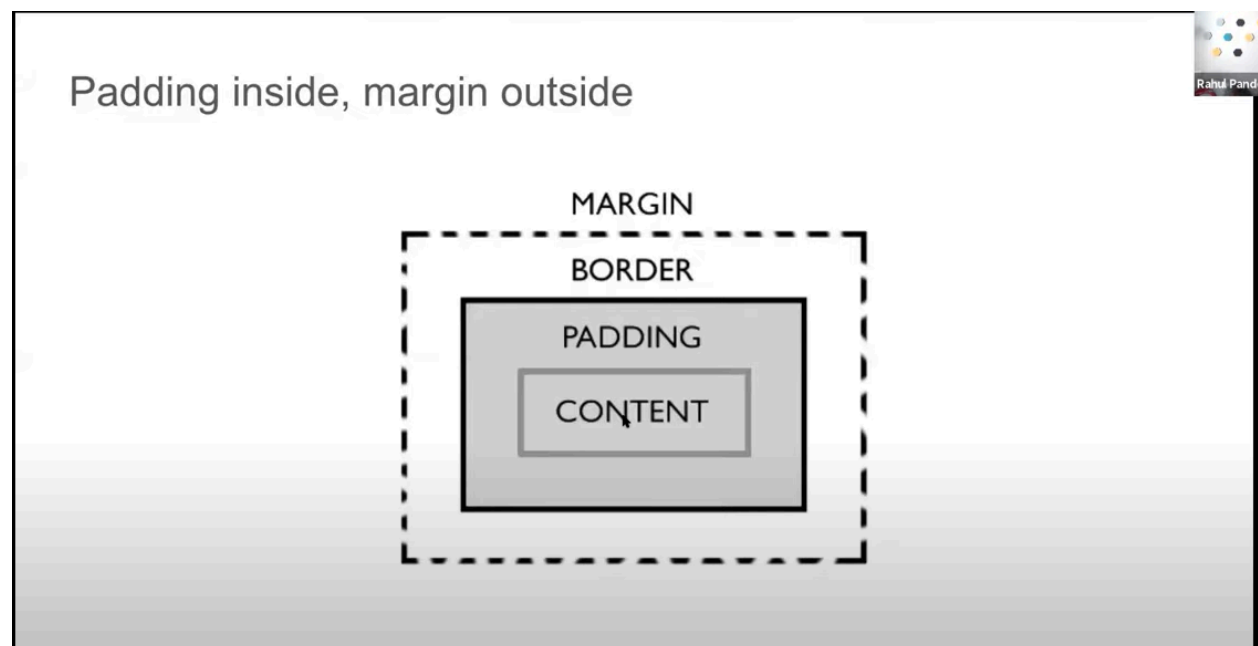 Padding inside, margin outside
Rahul Pand
MARGIN
BORDER
PADDING
CONTENT